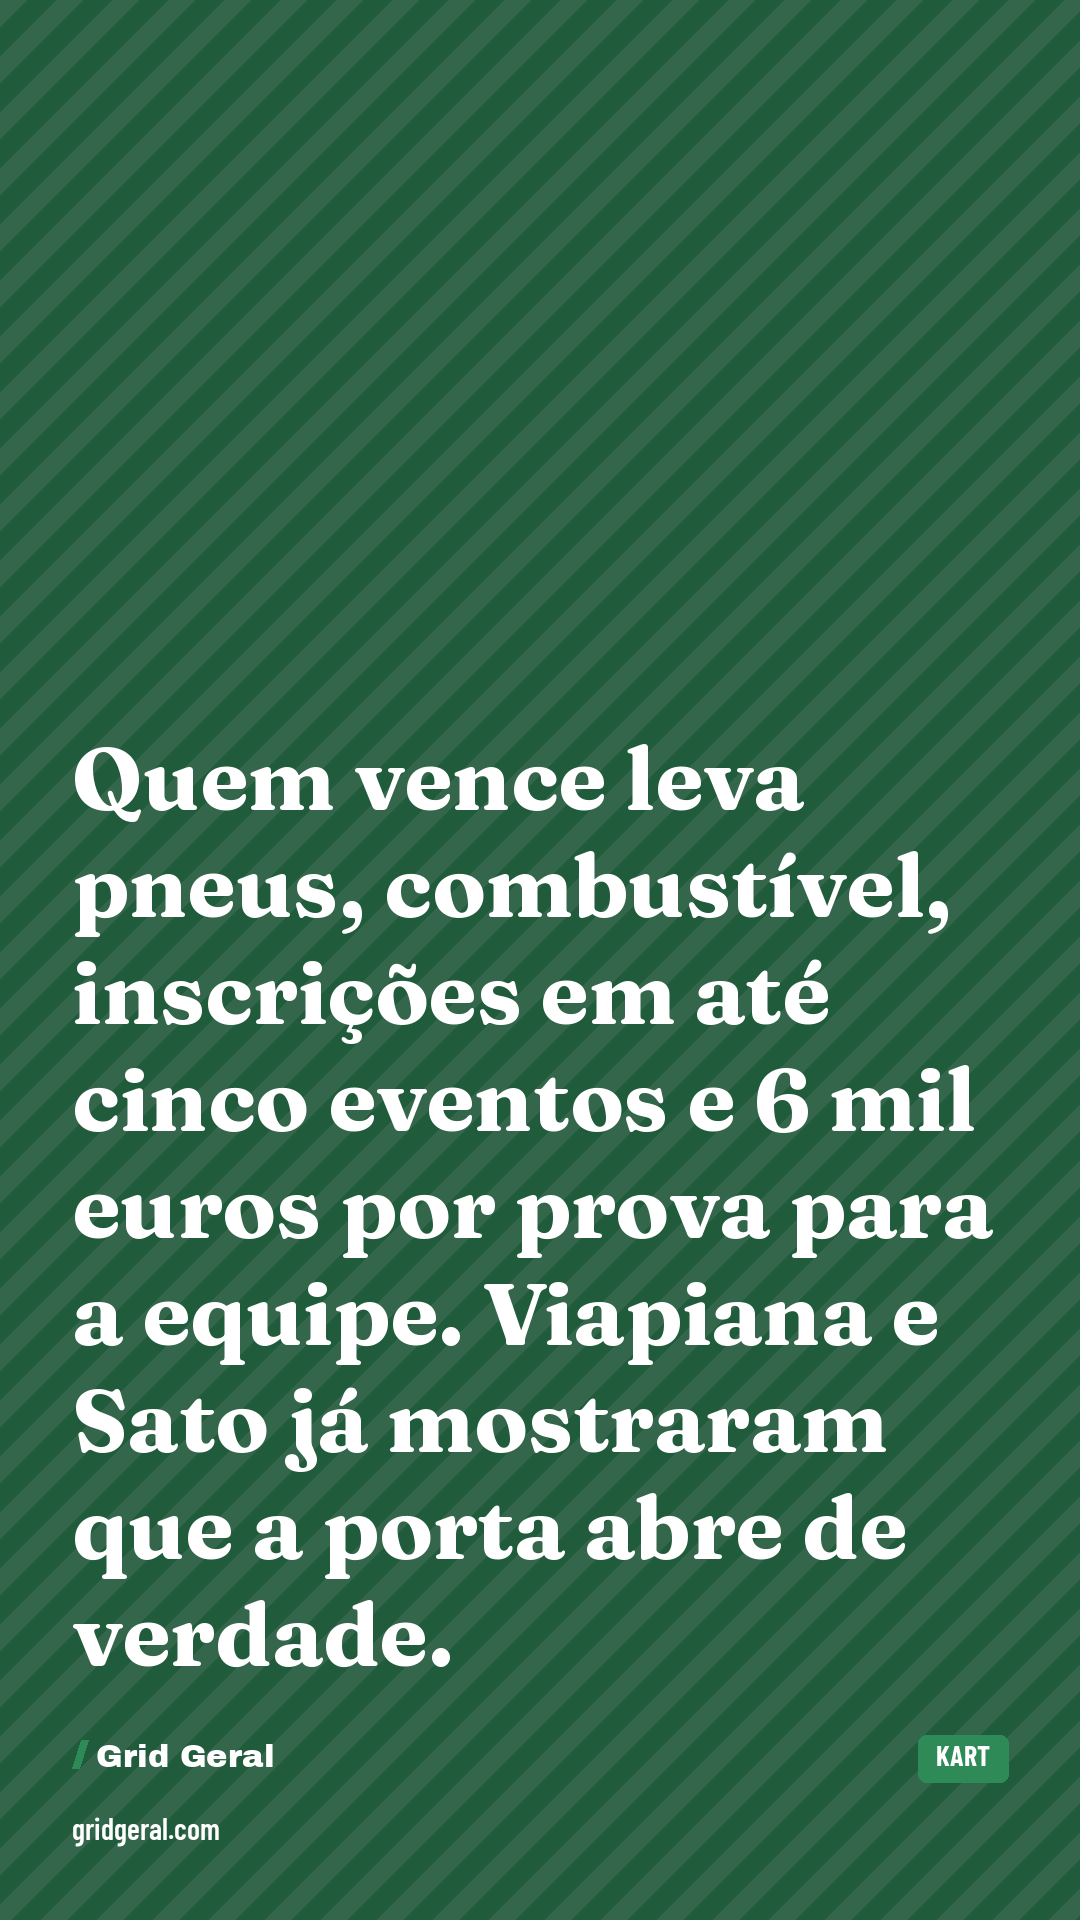 Quem vence leva
pneus, combustível,
inscrições em até
cinco eventos e 6 mil
euros por prova para
a equipe. Viapiana e
Sato já mostraram
que a porta abre de
verdade.
/ Grid Geral
KART
gridgeral.com